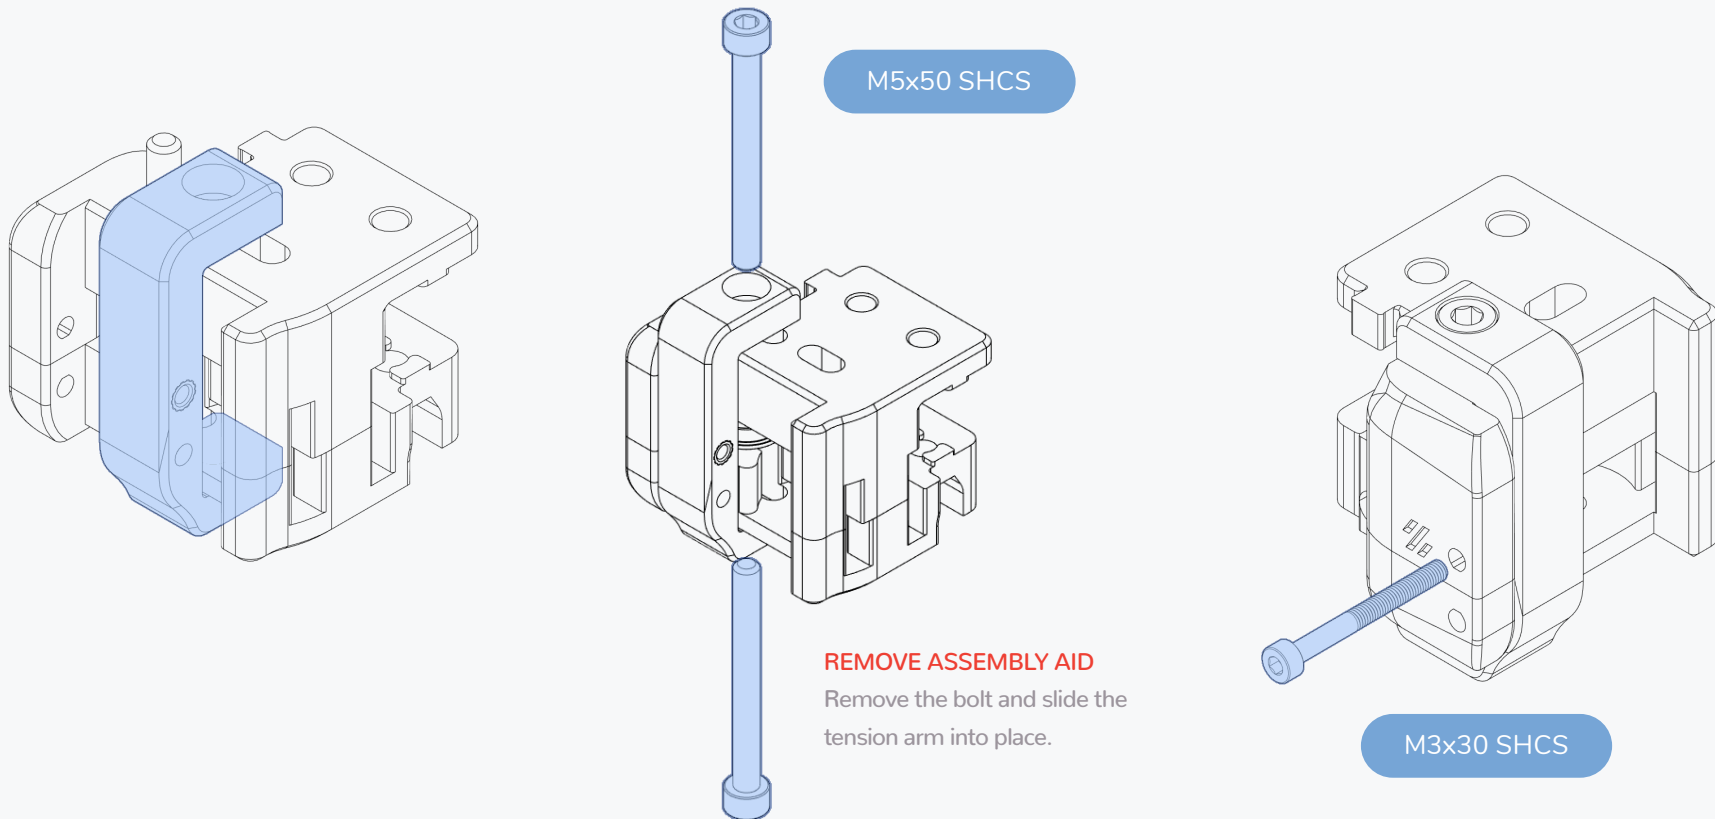 M5x50 SHCS
REMOVE ASSEMBLY AID
Remove the bolt and slide the
tension arm into place.
M3x30 SHCS